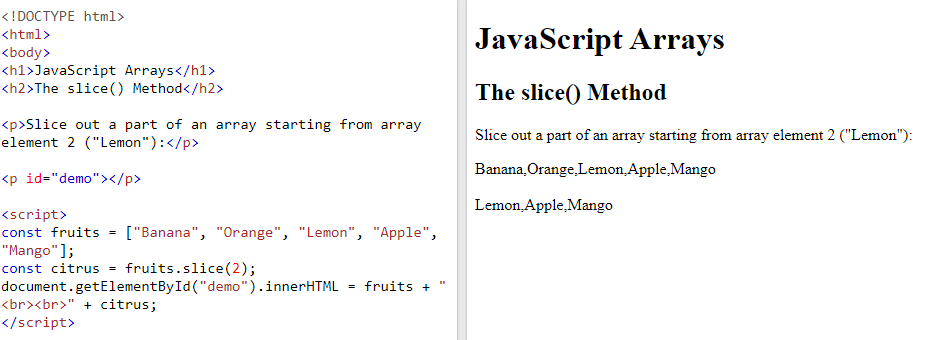 <!DOCTYPE html>
<html>
<body>
<h1>JavaScript Arrays</h1>
<h2>The slice() Method</h2>
<p>Slice out a part of an array starting from array
element 2 ("Lemon"):</p>
<p id="demo"></p>
<script>
const fruits = ["Banana", "Orange", "Lemon", "Apple",
"Mango"];
const citrus = fruits.slice(2);
document.getElementById("demo").innerHTML = fruits + "
<br><br>" + citrus;
</script>
JavaScript Arrays
The slice() Method
Slice out a part of an array starting from array element 2 ("Lemon"):
Banana,Orange,Lemon,Apple,Mango
Lemon,Apple,Mango